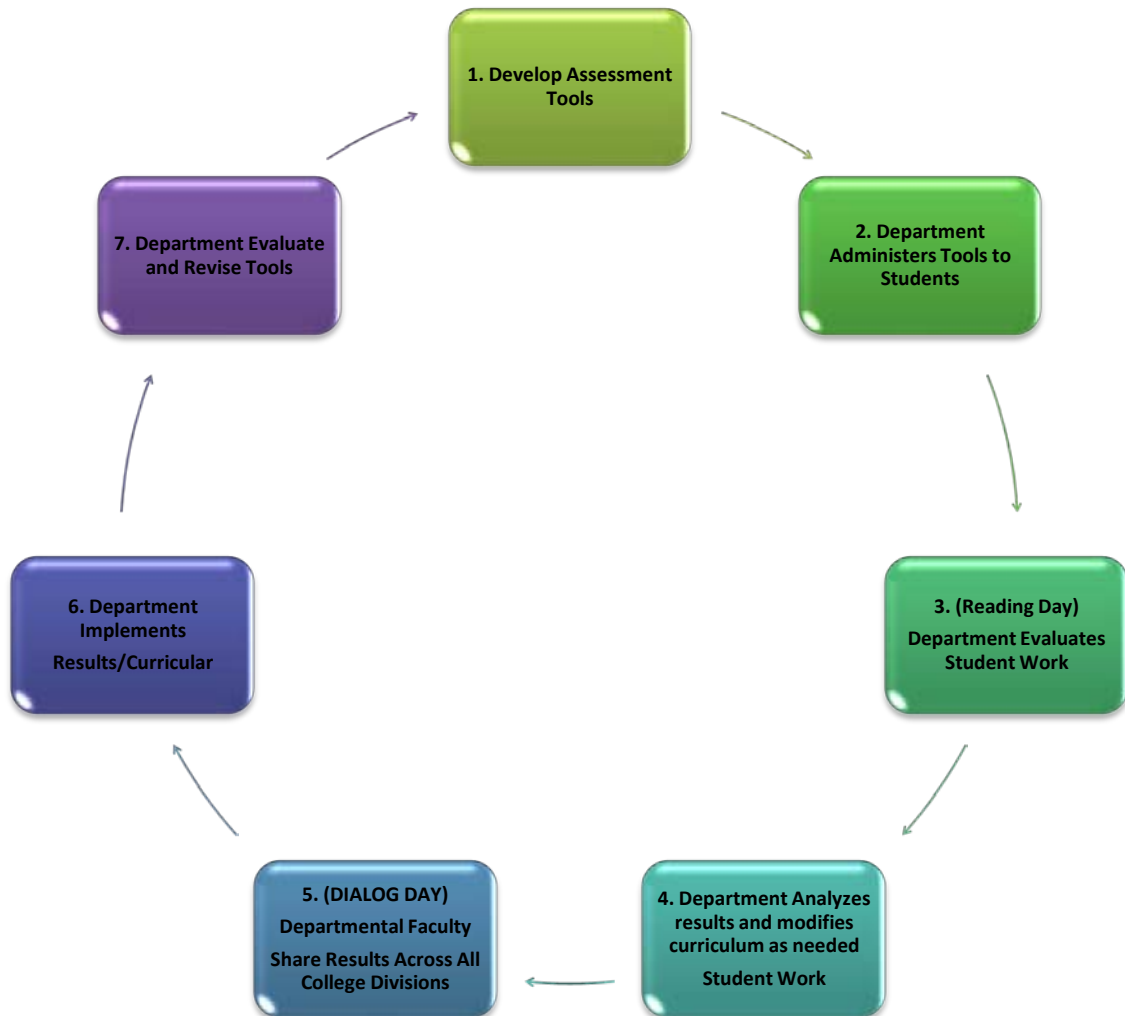 1. Develop Assessment
Tools
2. Department
Administers Tools to
Students
3. (Reading Day)
Department Evaluates
Student Work
4. Department Analyzes
results and modifies
curriculum as needed
Student Work
5. (DIALOG DAY)
Departmental Faculty
Share Results Across All
College Divisions
6. Department
Implements
Results/Curricular
7. Department Evaluate
and Revise Tools